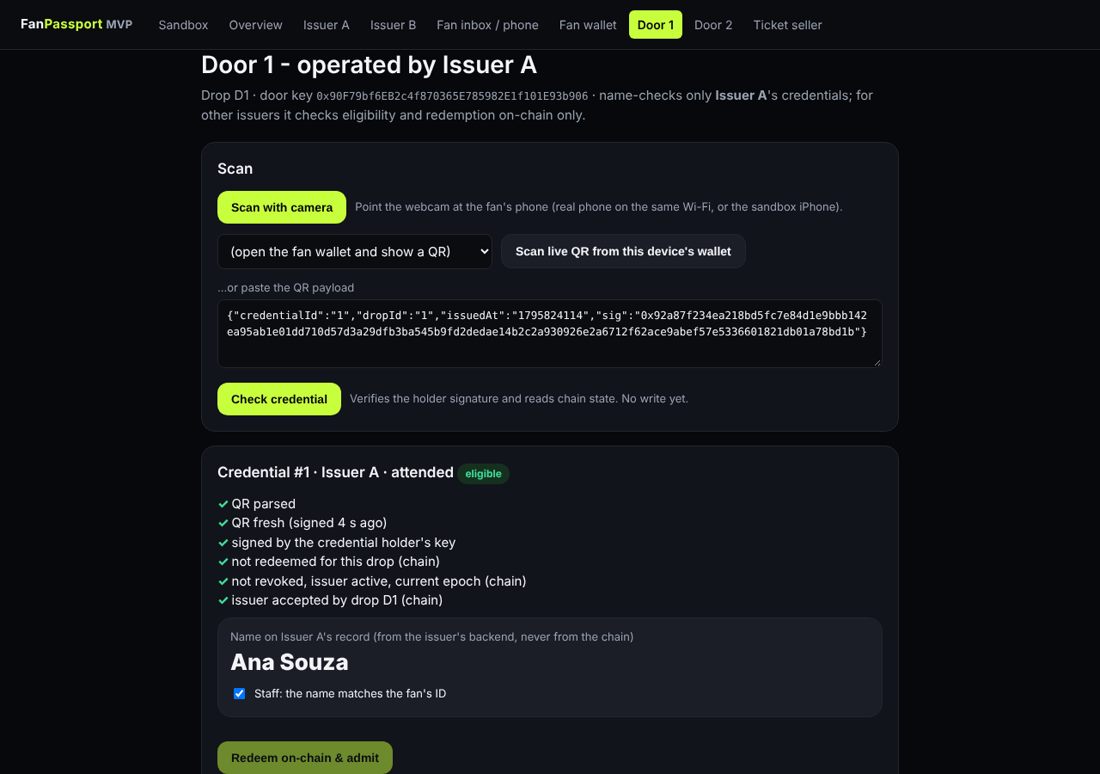 FanPassport MVP
Sandbox
Overview
Issuer A
Issuer B
Fan inbox / phone
Fan wallet
Door 1
Door 2
Ticket seller
Door 1 - operated by Issuer A
Drop D1 · door key 0x90F79bf6EB2c4f870365E785982E1f101E93b906 · name-checks only Issuer A's credentials; for
other issuers it checks eligibility and redemption on-chain only.
Scan
Scan with camera
Point the webcam at the fan's phone (real phone on the same Wi-Fi, or the sandbox iPhone).
(open the fan wallet and show a QR)
Scan live QR from this device's wallet
...or paste the QR payload
{"credentialId":"1","dropId":"1","issuedAt":"1795824114","sig":"0x92a87f234ea218bd5fc7e84d1e9bbb142
ea95ab1e01dd710d57d3a29dfb3ba545b9fd2dedae14b2c2a930926e2a6712f62ace9abef57e5336601821db01a78bd1b"}
Check credential
Verifies the holder signature and reads chain state. No write yet.
Credential #1 · Issuer A · attended
eligible
✓ QR parsed
✓ QR fresh (signed 4 s ago)
✓ signed by the credential holder's key
✓ not redeemed for this drop (chain)
✓ not revoked, issuer active, current epoch (chain)
✓ issuer accepted by drop D1 (chain)
Name on Issuer A's record (from the issuer's backend, never from the chain)
Ana Souza
Staff: the name matches the fan's ID
Redeem on-chain & admit